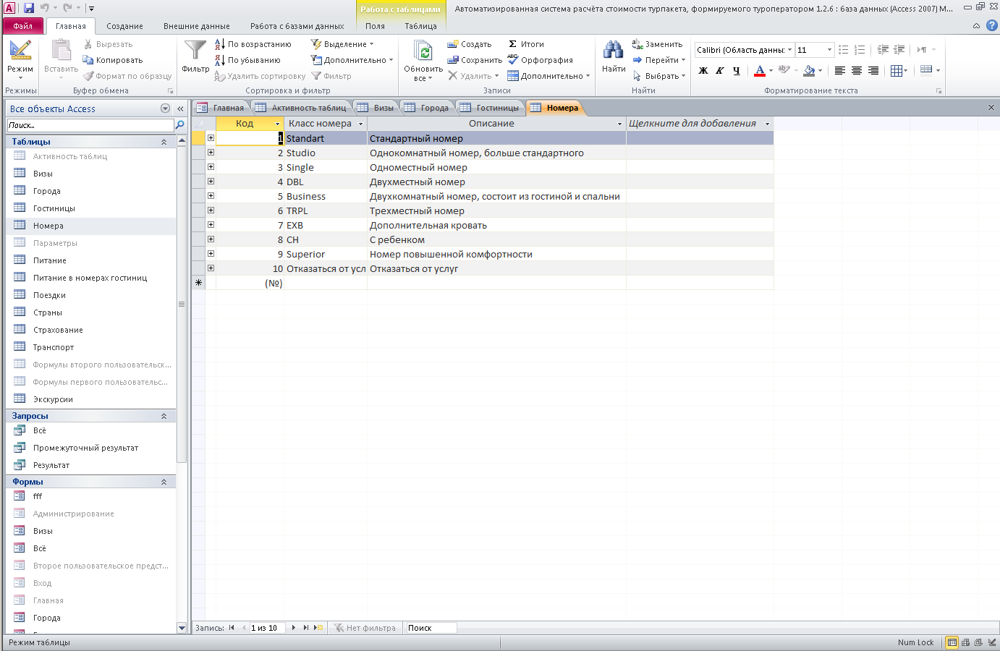 Работа с таблицами
Автоматизированная система расчёта стоимости турпакета, формируемого туроператором 1.2.6 : база данных (Access 2007) M...
Файл Главная Создание Внешние данные Работа с базами данных Поля Таблица
Режим
Режимы
Вставить
Вырезать
Копировать
Формат по образцу
Буфер обмена
Фильтр
По возрастанию
По убыванию
Удалить сортировку
Выделение
Дополнительно
Фильтр
Сортировка и фильтр
Обновить
все
Создать
Сохранить
Удалить
Итоги
Орфография
Дополнительно
Записи
Найти
Заменить
Перейти
Выбрать
Найти
Calibri (Область данны: 11
Ж К Ч
Форматирование текста
Все объекты Access
Поиск...
Таблицы
Активность таблиц
Визы
Города
Гостиницы
Номера
Параметры
Питание
Питание в номерах гостиниц
Поездки
Страны
Страхование
Транспорт
Формулы второго пользовательск...
Формулы первого пользовательс...
Экскурсии
Запросы
Всё
Промежуточный результат
Результат
Формы
fff
Администрирование
Визы
Всё
Второе пользовательское предст...
Вход
Главная
Города
Главная Активность таблиц Визы Города Гостиницы Номера
Код Класс номера Описание Щелкните для добавления
1 Standart Стандартный номер
2 Studio Однокомнатный номер, больше стандартного
3 Single Одноместный номер
4 DBL Двухместный номер
5 Business Двухкомнатный номер, состоит из гостиной и спальни
6 TRPL Трехместный номер
7 EXB Дополнительная кровать
8 CH С ребенком
9 Superior Номер повышенной комфортности
10 Отказаться от усл Отказаться от услуг
(№)
Запись: 1 из 10 Нет фильтра Поиск
Режим таблицы Num Lock